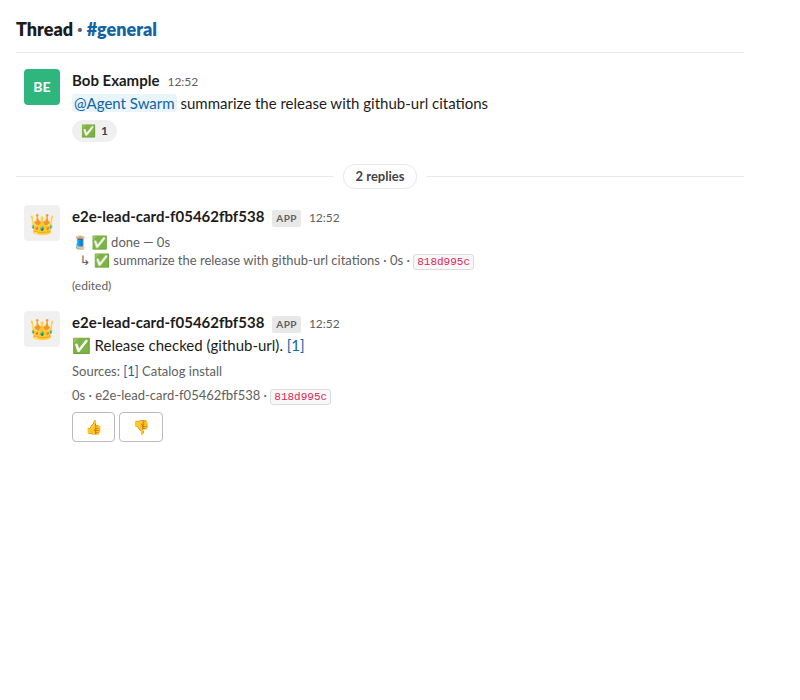 Thread • #general
BE
Bob Example 12:52
@Agent Swarm summarize the release with github-url citations
✅ 1
2 replies
e2e-lead-card-f05462fbf538 APP 12:52
🧵 ✅ done — 0s
↳ ✅ summarize the release with github-url citations · 0s · 818d995c
(edited)
e2e-lead-card-f05462fbf538 APP 12:52
✅ Release checked (github-url). [1]
Sources: [1] Catalog install
0s · e2e-lead-card-f05462fbf538 · 818d995c
👍 👎